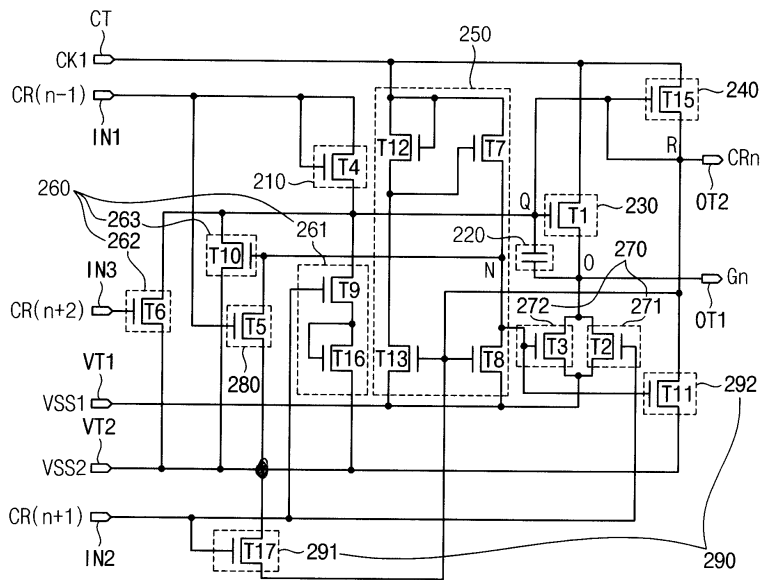 CT
CK1
250
CR(n-1)
IN1
T15
240
T12
T7
T4
210
R
CRn
OT2
260
263
262
261
Q
T1
230
220
270
T10
N
O
Gn
OT1
IN3
T9
272
271
CR(n+2)
T6
T5
T3
T2
280
T16
T13
T8
VT1
VSS1
T11
292
VT2
VSS2
CR(n+1)
IN2
T17
291
290